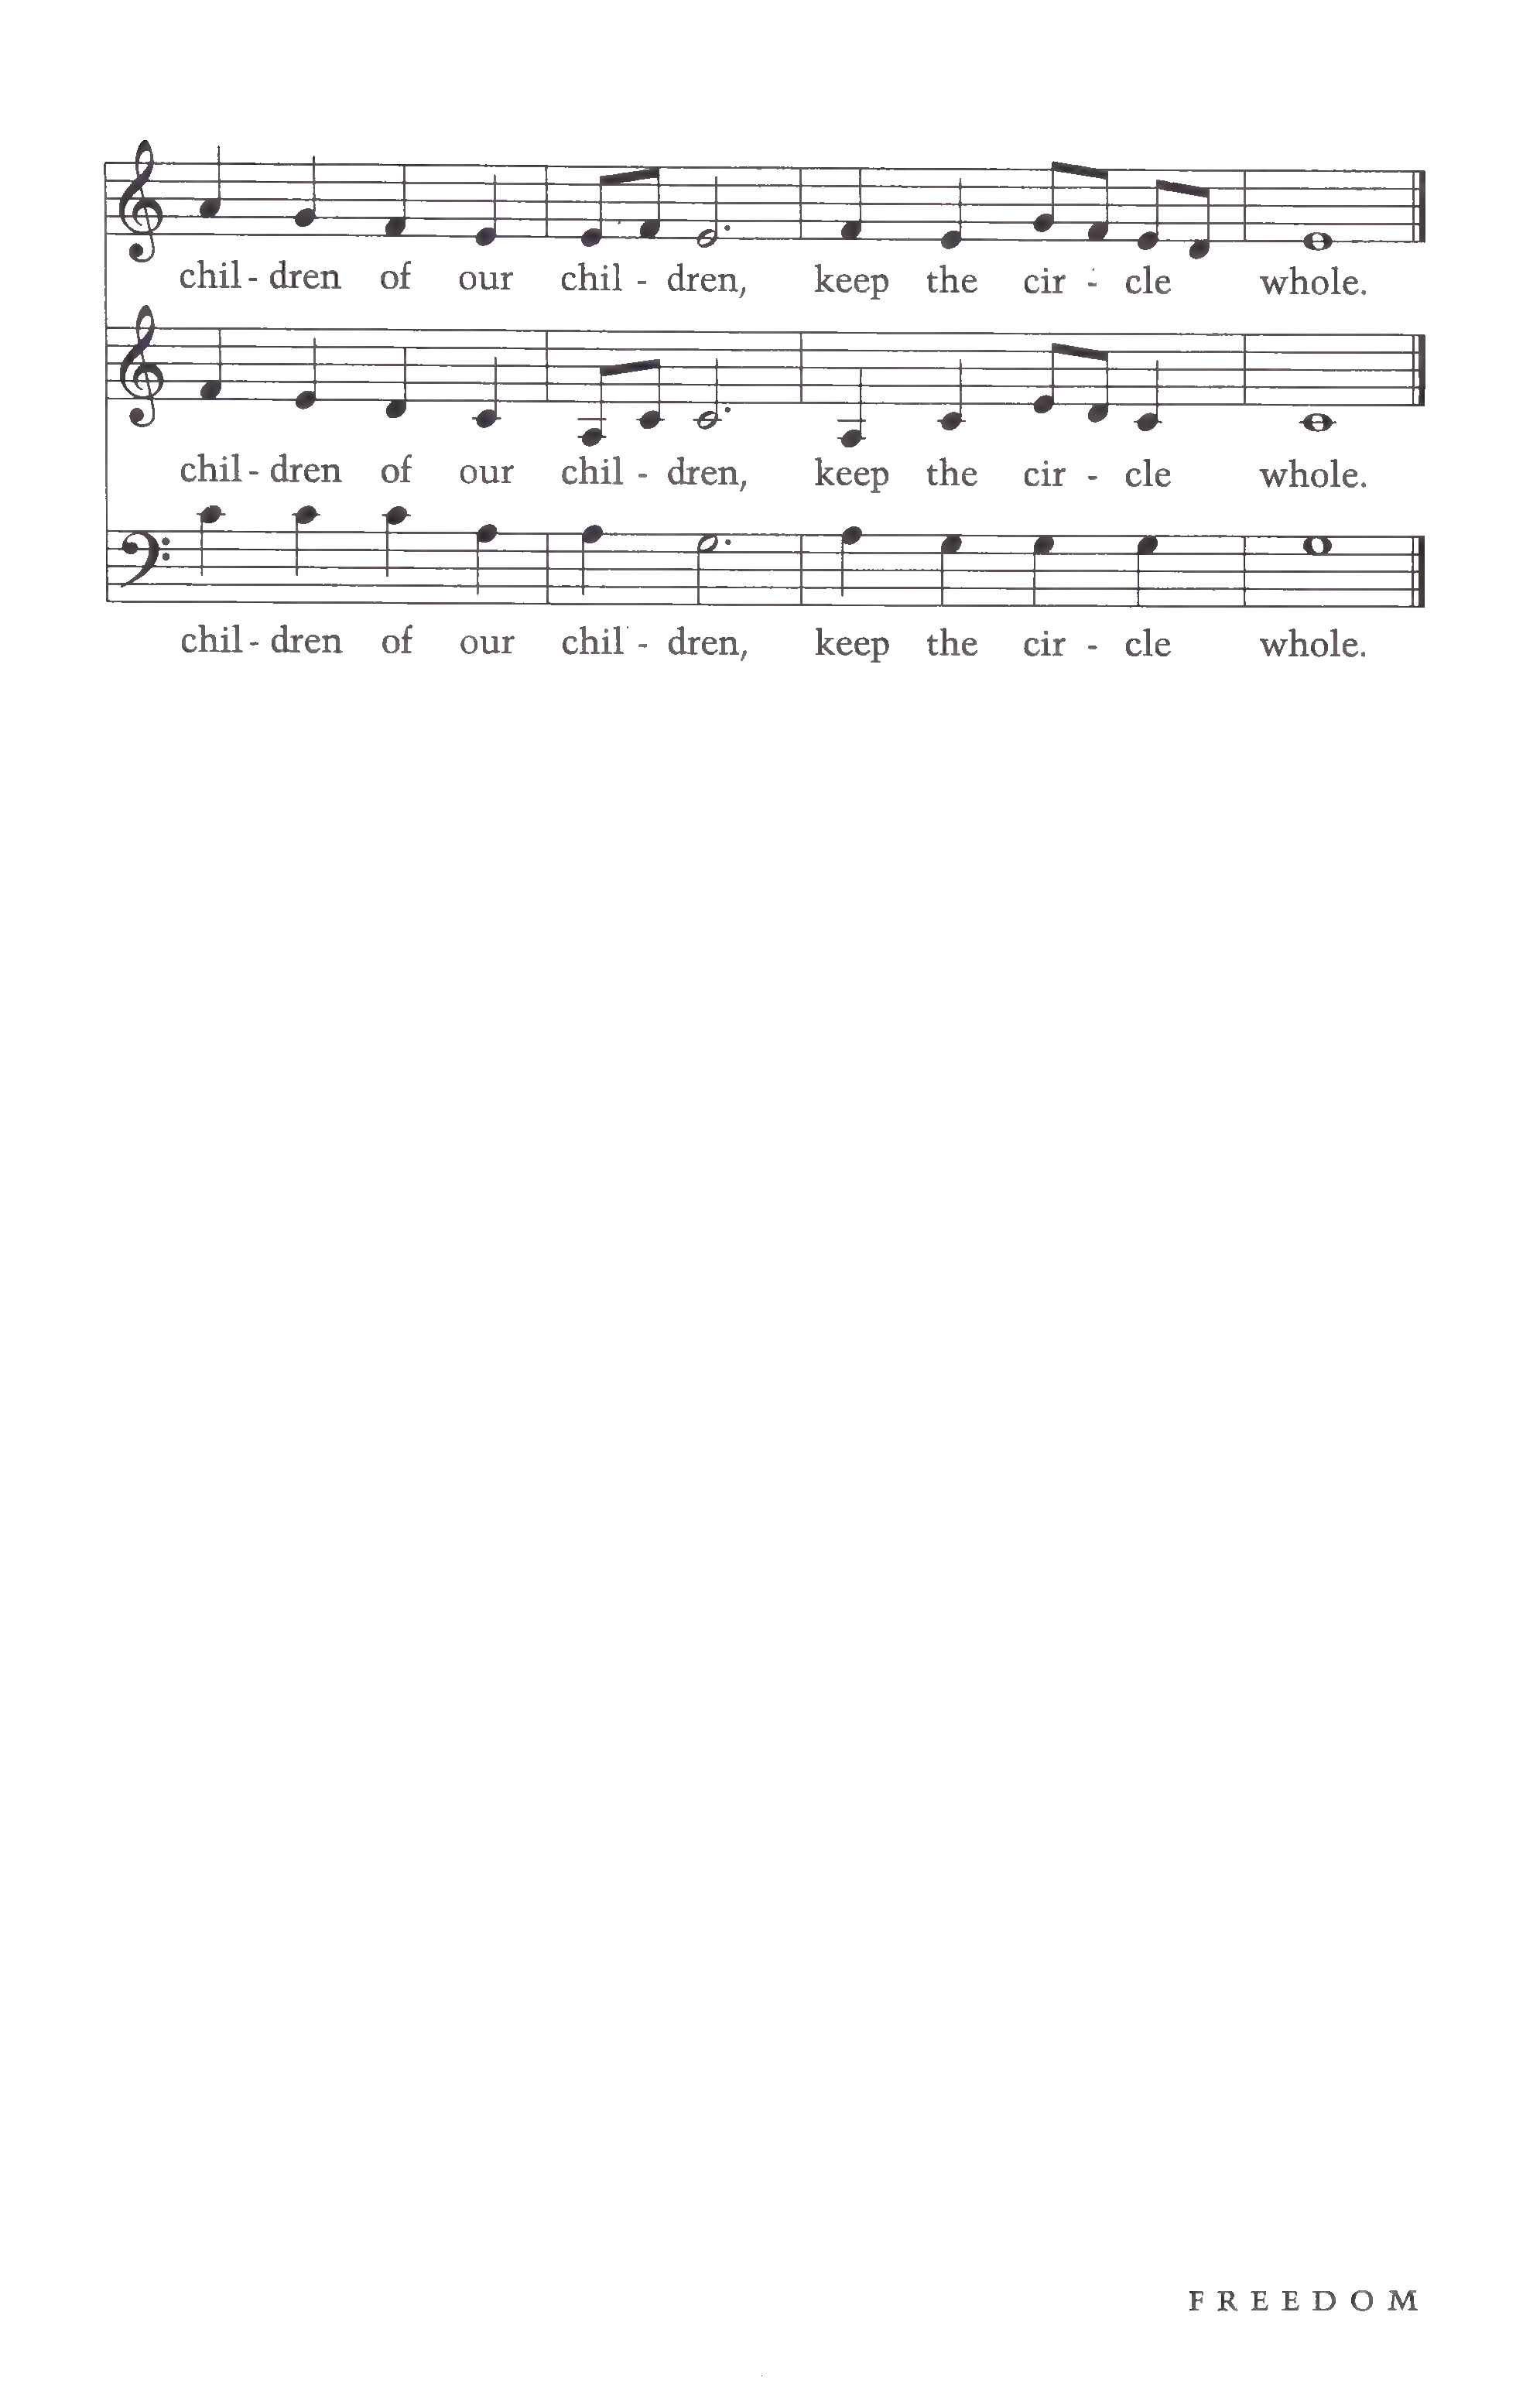 chil - dren of our chil - dren, keep the cir - cle whole.
chil - dren of our chil - dren, keep the cir - cle whole.
chil - dren of our chil - dren, keep the cir - cle whole.
FREEDOM